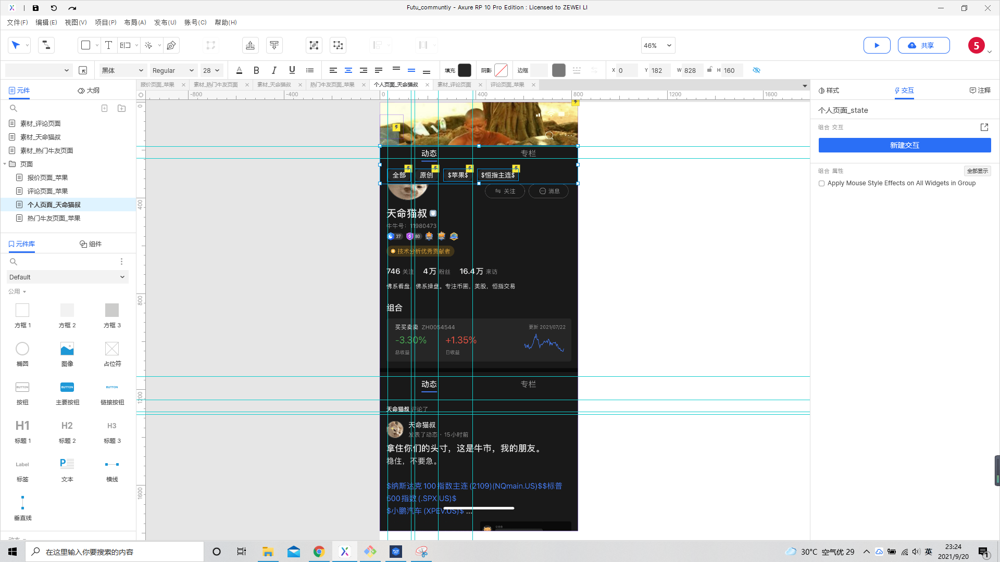 Futu_communtiy - Axure RP 10 Pro Edition : Licensed to ZEWEI LI
文件(F) 编辑(E) 视图(V) 项目(P) 布局(A) 发布(U) 账号(C) 帮助(H)
46%
共享
5
黑体 Regular 28 填充 阴影 边框 X 0 Y 182 W 828 H 160
元件 大纲
报价页面_苹果 素材_热门牛友页面 素材_天命猫叔 热门牛友页面_苹果 个人页面_天命猫叔 素材_评论页面 评论页面_苹果
样式 交互 注释
-800 -400 0 400 800 1200 1600
0
400
800
1200
1600
素材_评论页面
素材_天命猫叔
素材_热门牛友页面
页面
报价页面_苹果
评论页面_苹果
个人页面_天命猫叔
热门牛友页面_苹果
元件库 组件
Default
公用
方框 1 方框 2 方框 3
椭圆 图像 占位符
BUTTON BUTTON BUTTON
按钮 主要按钮 链接按钮
H1 H2 H3
标题 1 标题 2 标题 3
Label
标签 文本 横线
垂直线
动态 专栏
全部 原创 $苹果$ $恒指主连$
关注 消息
天命猫叔
牛牛号：11980473
37 80
技术分析优秀贡献者
746 关注 4万 粉丝 16.4万 来访
佛系看盘，佛系操盘。专注币圈，美股，恒指交易
组合
买买卖卖 ZH0054544 更新 2021/07/22
-3.30% +1.35%
总收益 日收益
动态 专栏
天命猫叔 评论了
天命猫叔
发表了动态 · 15小时前
拿住你们的头寸，这是牛市，我的朋友。
稳住，不要急。
$纳斯达克100指数主连(2109)(NQmain.US)$$标普
500指数(.SPX.US)$
$小鹏汽车(XPEV.US)$ ...
个人页面_state
组合 交互
新建交互
组合 属性 全部显示
Apply Mouse Style Effects on All Widgets in Group
在这里输入你要搜索的内容
30°C 空气优 29
英
23:24
2021/9/20
1